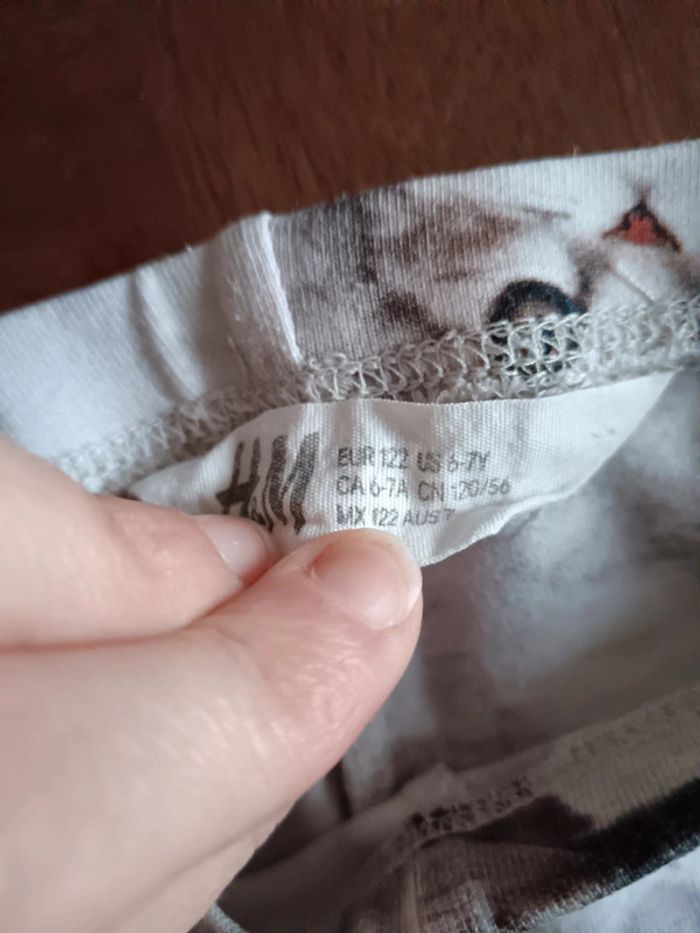 H&M
EUR 122 US 6-7Y
CA 6-7A CN 120/56
MX 122 AUS 7